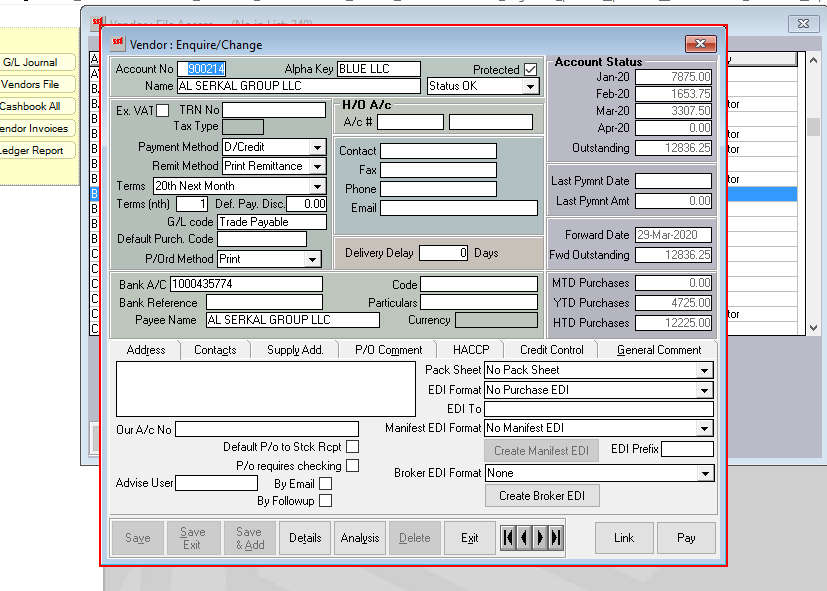 Vendor : File Access
(No in List: 249)
G/L Journal
Vendors File
Cashbook All
endor Invoices
Ledger Report
Vendor : Enquire/Change
Account No 900214 Alpha Key BLUE LLC Protected
Name AL SERKAL GROUP LLC Status OK
Ex. VAT TRN No
Tax Type
Payment Method D/Credit
Remit Method Print Remittance
Terms 20th Next Month
Terms (nth) 1 Def. Pay. Disc. 0.00
G/L code Trade Payable
Default Purch. Code
P/Ord Method Print
H/O A/c
A/c #
Contact
Fax
Phone
Email
Delivery Delay 0 Days
Account Status
Jan-20 7875.00
Feb-20 1653.75
Mar-20 3307.50
Apr-20 0.00
Outstanding 12836.25
Last Pymnt Date
Last Pymnt Amt 0.00
Forward Date 29-Mar-2020
Fwd Outstanding 12836.25
MTD Purchases 0.00
YTD Purchases 4725.00
HTD Purchases 12225.00
Bank A/C 1000435774 Code
Bank Reference Particulars
Payee Name AL SERKAL GROUP LLC Currency
Address Contacts Supply Add. P/O Comment HACCP Credit Control General Comment
Pack Sheet No Pack Sheet
EDI Format No Purchase EDI
EDI To
Our A/c No Manifest EDI Format No Manifest EDI
Default P/o to Stck Rcpt Create Manifest EDI EDI Prefix
P/o requires checking Broker EDI Format None
Advise User By Email
By Followup Create Broker EDI
Save Save Exit Save & Add Details Analysis Delete Exit Link Pay